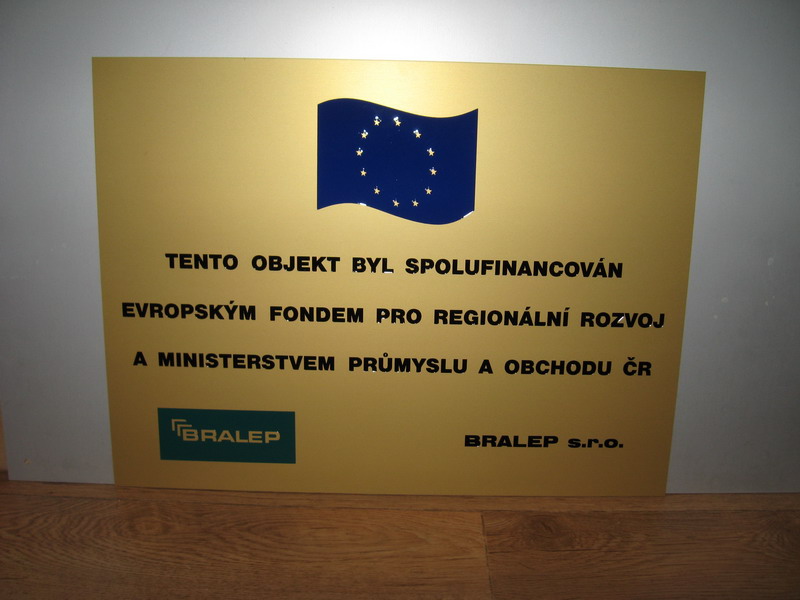 TENTO OBJEKT BYL SPOLUFINANCOVÁN
EVROPSKÝM FONDEM PRO REGIONÁLNÍ ROZVOJ
A MINISTERSTVEM PRŮMYSLU A OBCHODU ČR
BRALEP
BRALEP s.r.o.